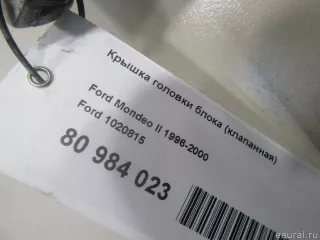 Крышка головки блока (клапанная)
Ford Mondeo II 1996-2000
Ford 1020815
80 984 023
eaural.ru